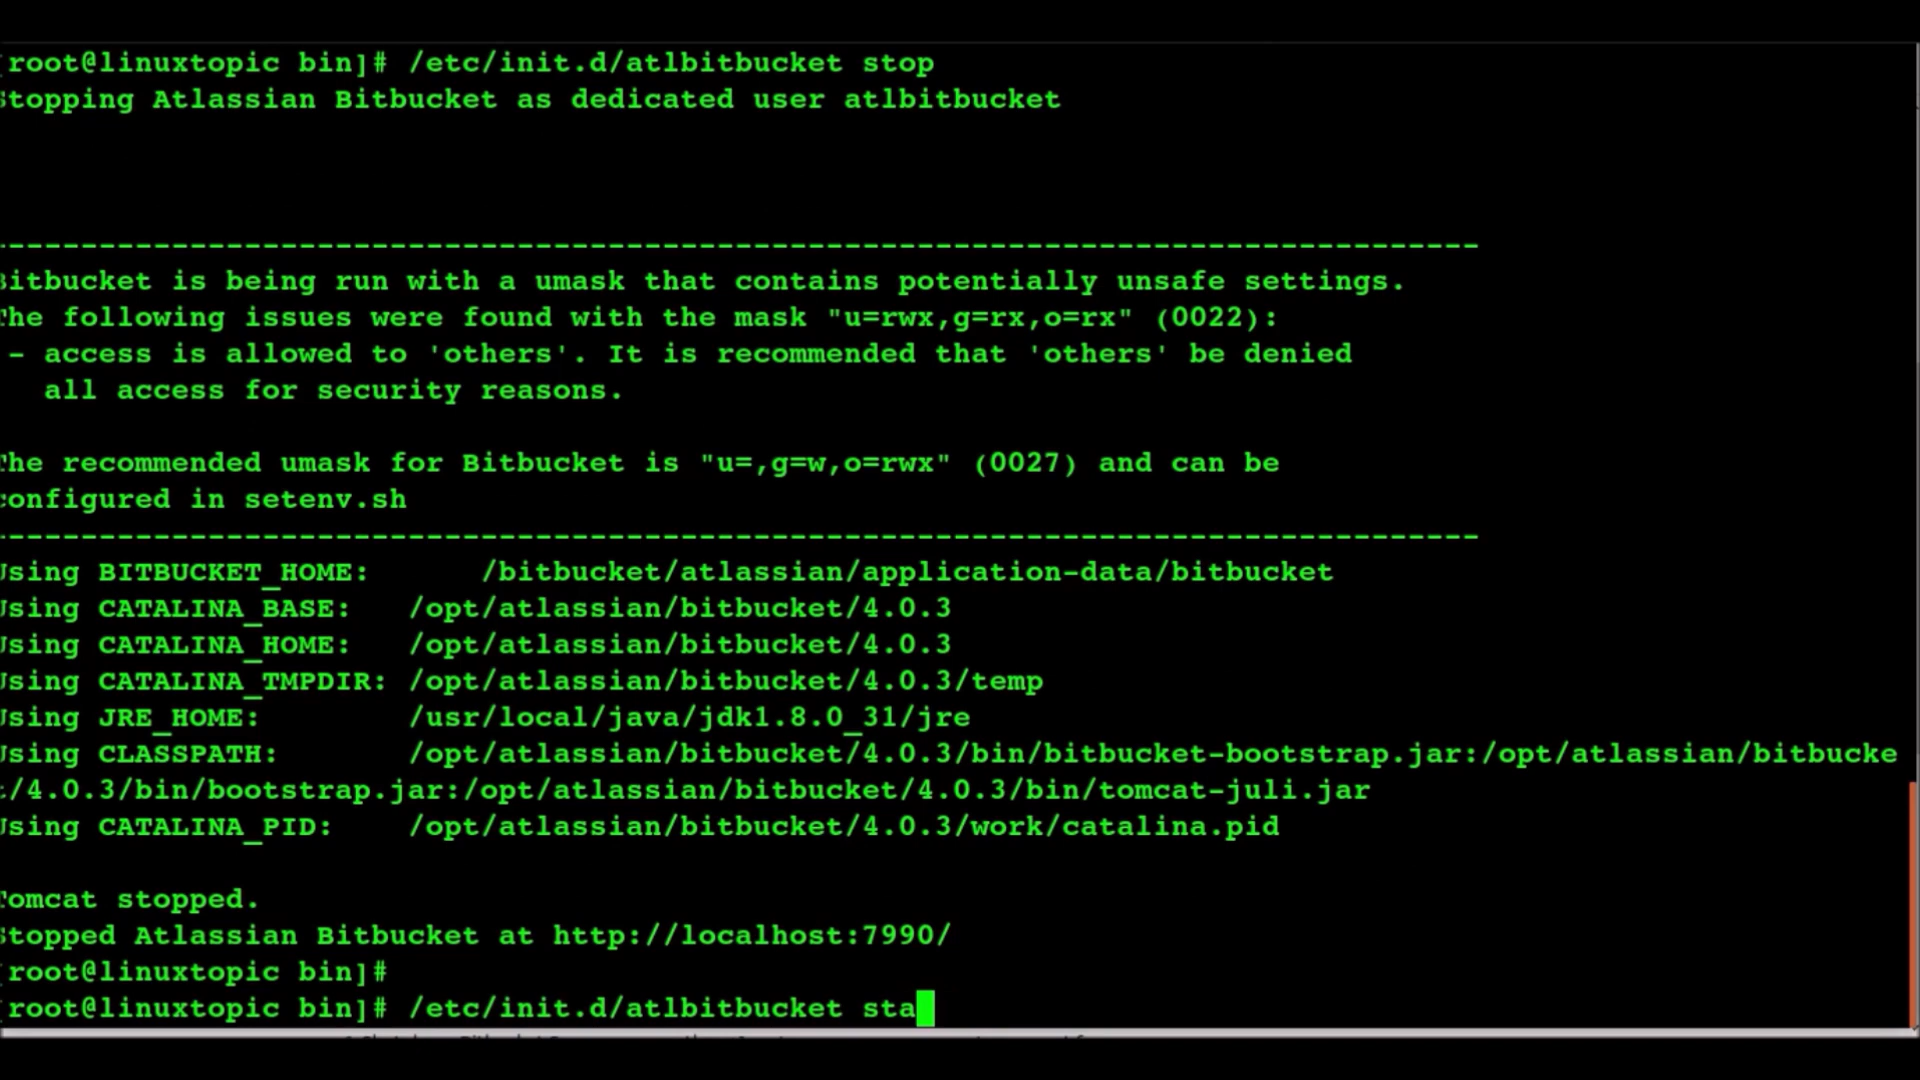 [root@linuxtopic bin]# /etc/init.d/atlbitbucket stop
Stopping Atlassian Bitbucket as dedicated user atlbitbucket
---------------------------------------------------------------------------------
Bitbucket is being run with a umask that contains potentially unsafe settings.
The following issues were found with the mask "u=rwx,g=rx,o=rx" (0022):
- access is allowed to 'others'. It is recommended that 'others' be denied
all access for security reasons.
The recommended umask for Bitbucket is "u=,g=w,o=rwx" (0027) and can be
configured in setenv.sh
---------------------------------------------------------------------------------
Using BITBUCKET_HOME: /bitbucket/atlassian/application-data/bitbucket
Using CATALINA_BASE: /opt/atlassian/bitbucket/4.0.3
Using CATALINA_HOME: /opt/atlassian/bitbucket/4.0.3
Using CATALINA_TMPDIR: /opt/atlassian/bitbucket/4.0.3/temp
Using JRE_HOME: /usr/local/java/jdk1.8.0_31/jre
Using CLASSPATH: /opt/atlassian/bitbucket/4.0.3/bin/bitbucket-bootstrap.jar:/opt/atlassian/bitbucke
t/4.0.3/bin/bootstrap.jar:/opt/atlassian/bitbucket/4.0.3/bin/tomcat-juli.jar
Using CATALINA_PID: /opt/atlassian/bitbucket/4.0.3/work/catalina.pid
Tomcat stopped.
Stopped Atlassian Bitbucket at http://localhost:7990/
[root@linuxtopic bin]#
[root@linuxtopic bin]# /etc/init.d/atlbitbucket sta